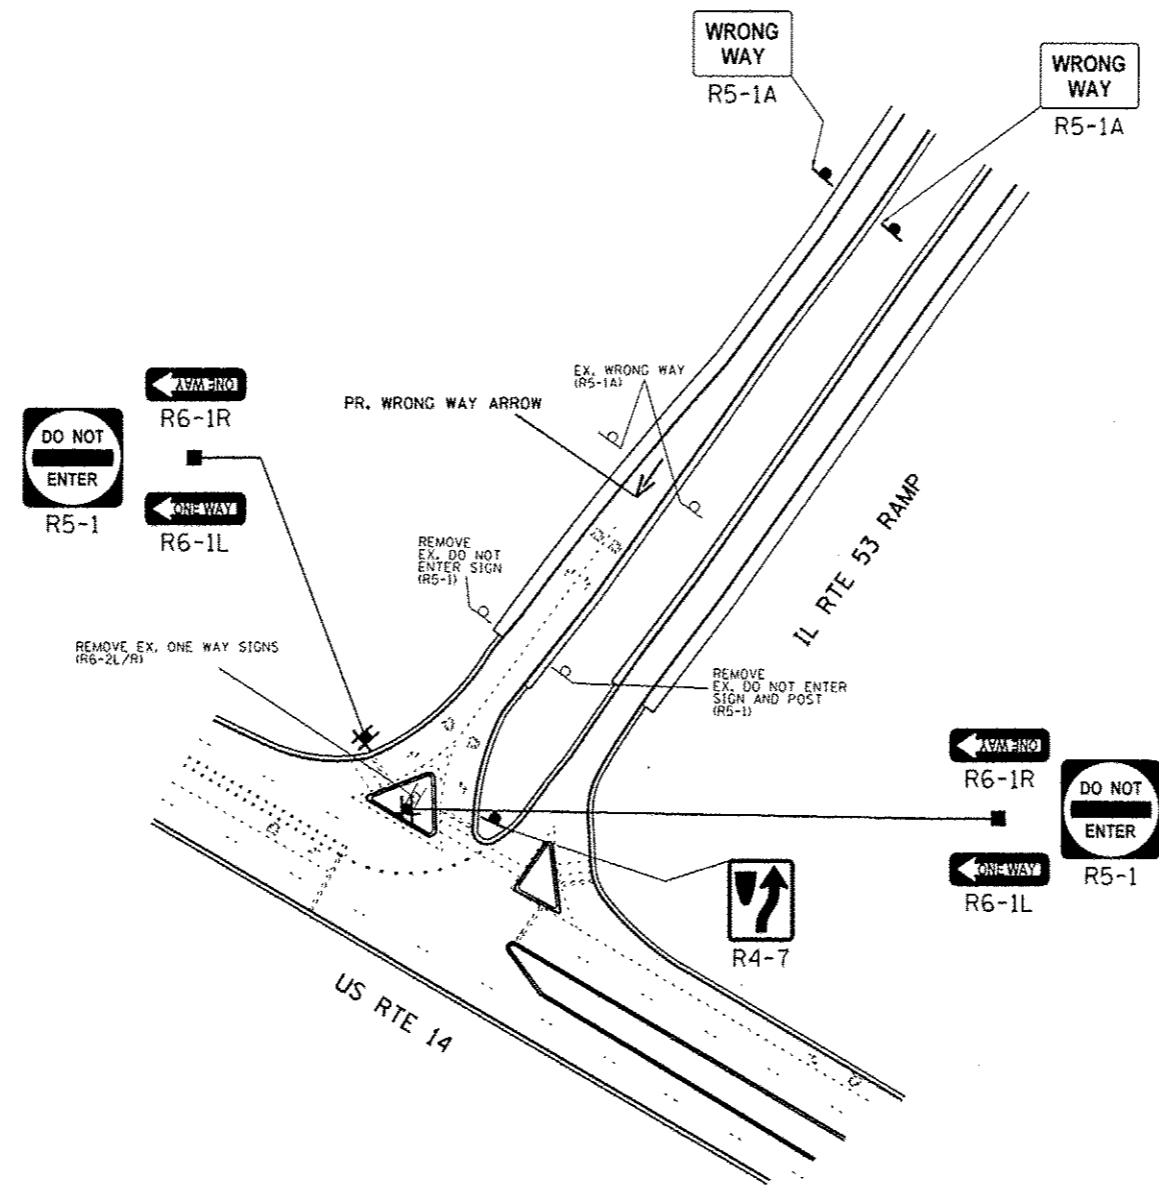 WRONG
WAY
R5-1A
WRONG
WAY
R5-1A
EX. WRONG WAY
(R5-1A)
PR. WRONG WAY ARROW
ONE WAY
R6-1R
DO NOT
ENTER
R5-1
ONE WAY
R6-1L
REMOVE
EX. DO NOT
ENTER SIGN
(R5-1)
IL RTE 53 RAMP
REMOVE EX. ONE WAY SIGNS
(R6-2L/R)
REMOVE
EX. DO NOT ENTER
SIGN AND POST
(R5-1)
ONE WAY
R6-1R
DO NOT
ENTER
R5-1
ONE WAY
R6-1L
R4-7
US RTE 14